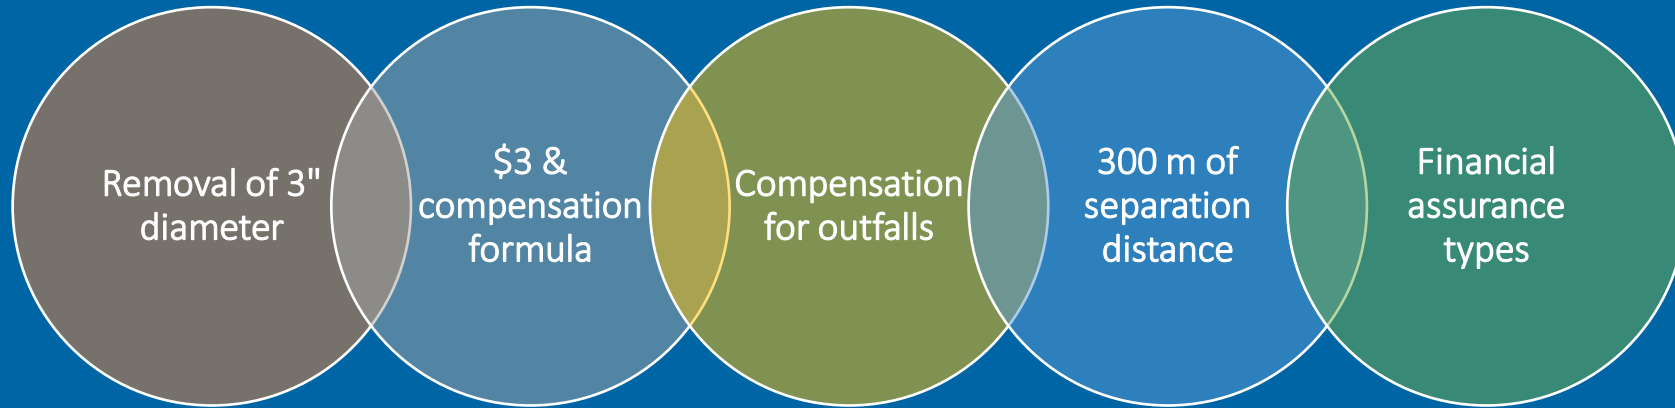 Removal of 3"
diameter
$3 &
compensation
formula
Compensation
for outfalls
300 m of
separation
distance
Financial
assurance
types